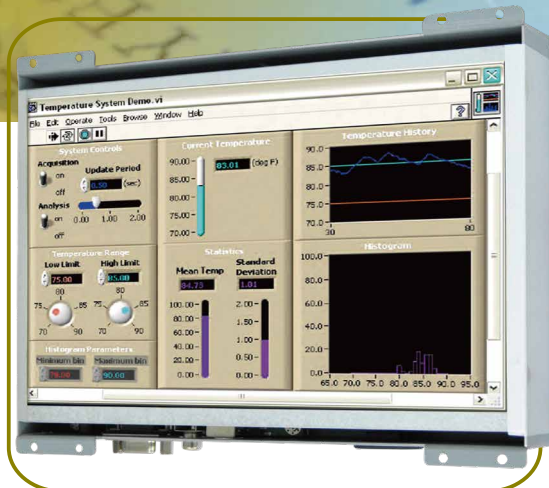 Temperature System Demo.vi
File Edit Operate Tools Browse Window Help
System Controls
Acquisition
on
off
Update Period
0.50 (sec)
Analysis
on
off
0.00 1.00 2.00
Current Temperature
90.00
85.00
80.00
75.00
70.00
83.01 (deg F)
Temperature History
90.0
85.0
80.0
75.0
70.0
30 80
Temperature Range
Low Limit High Limit
75.00 85.00
80 80
75 85 75 85
70 90 70 90
Histogram Parameters
Minimum bin Maximum bin
90.00
Statistics
Mean Temp
84.73
100.00
80.00
60.00
40.00
20.00
0.00
Standard
Deviation
1.01
2.00
1.50
1.00
0.50
0.00
Histogram
100.0
80.0
60.0
40.0
20.0
0.0
65.0 70.0 75.0 80.0 85.0 90.0 95.0